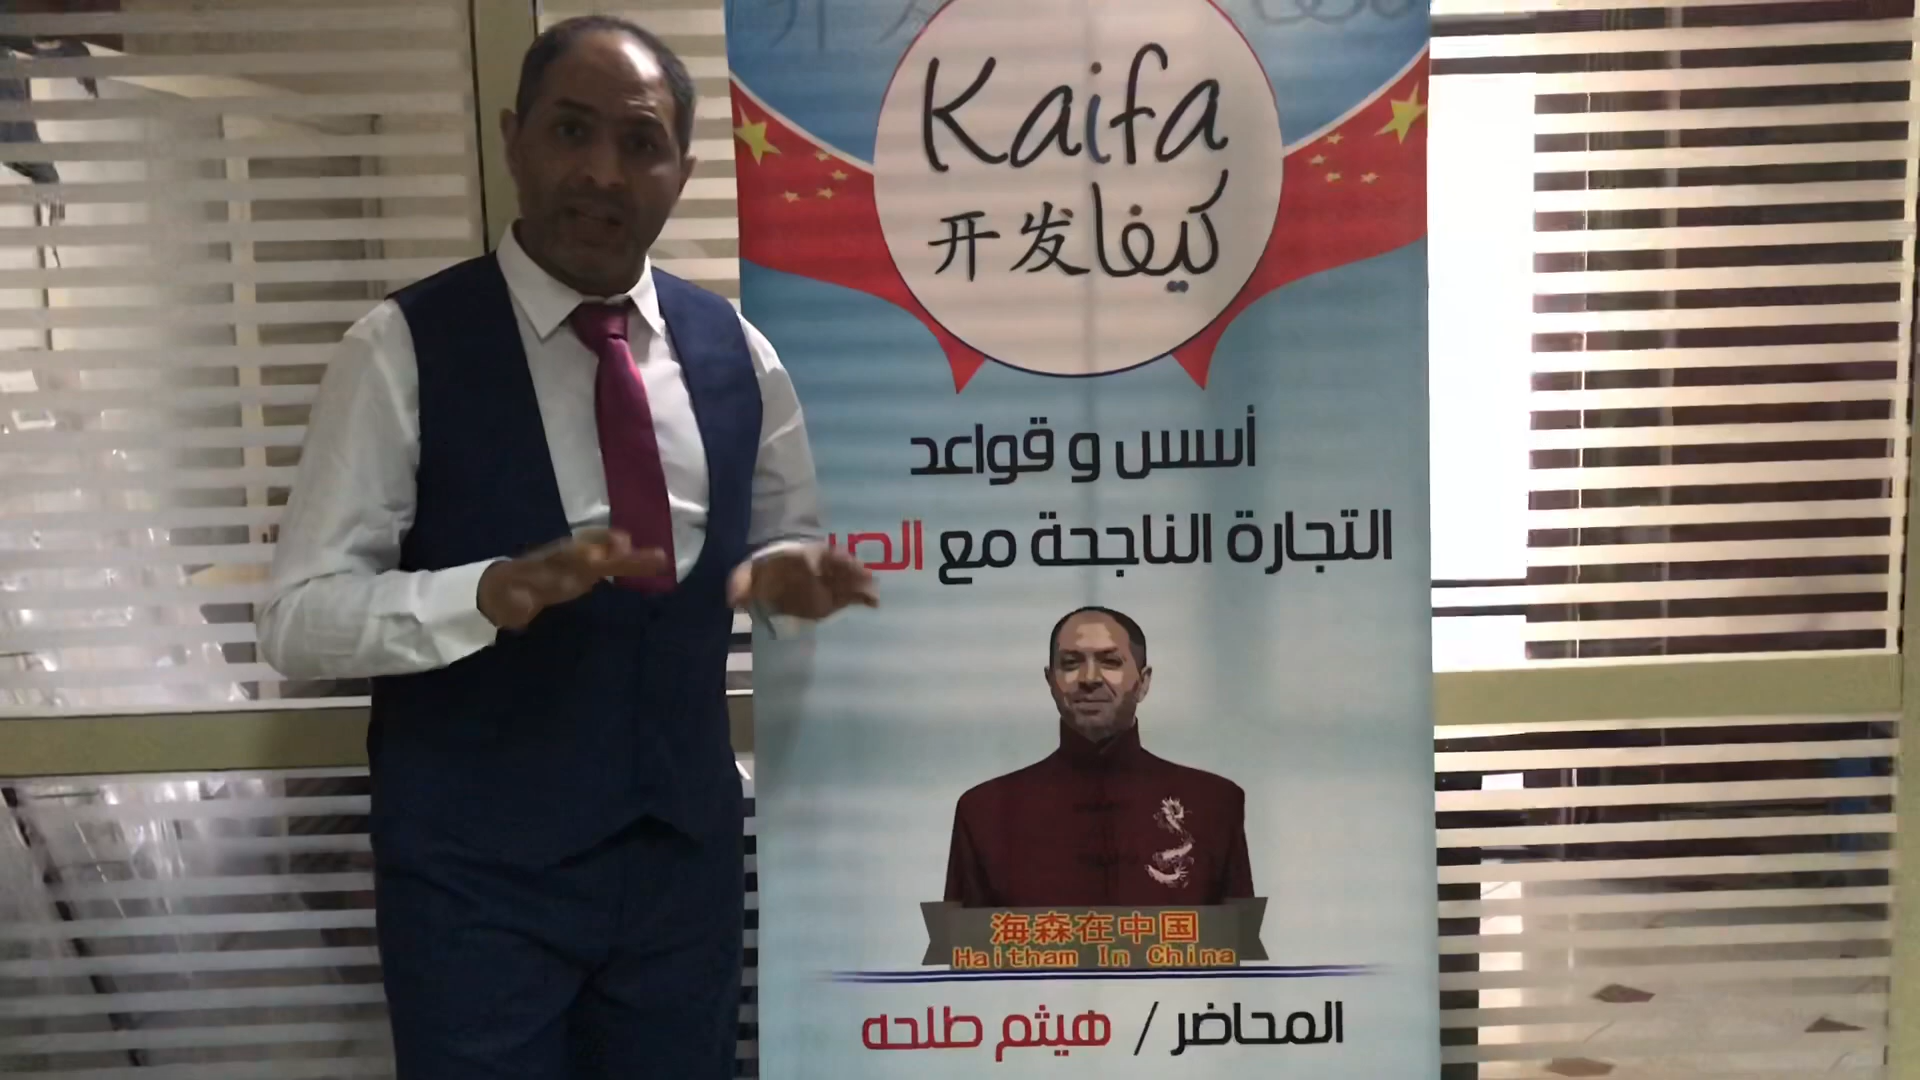 Kaifa
开发 كيفا
أسس و قواعد
التجارة الناجحة مع
海森在中国
Haitham In China
المحاضر / هيثم طلحه